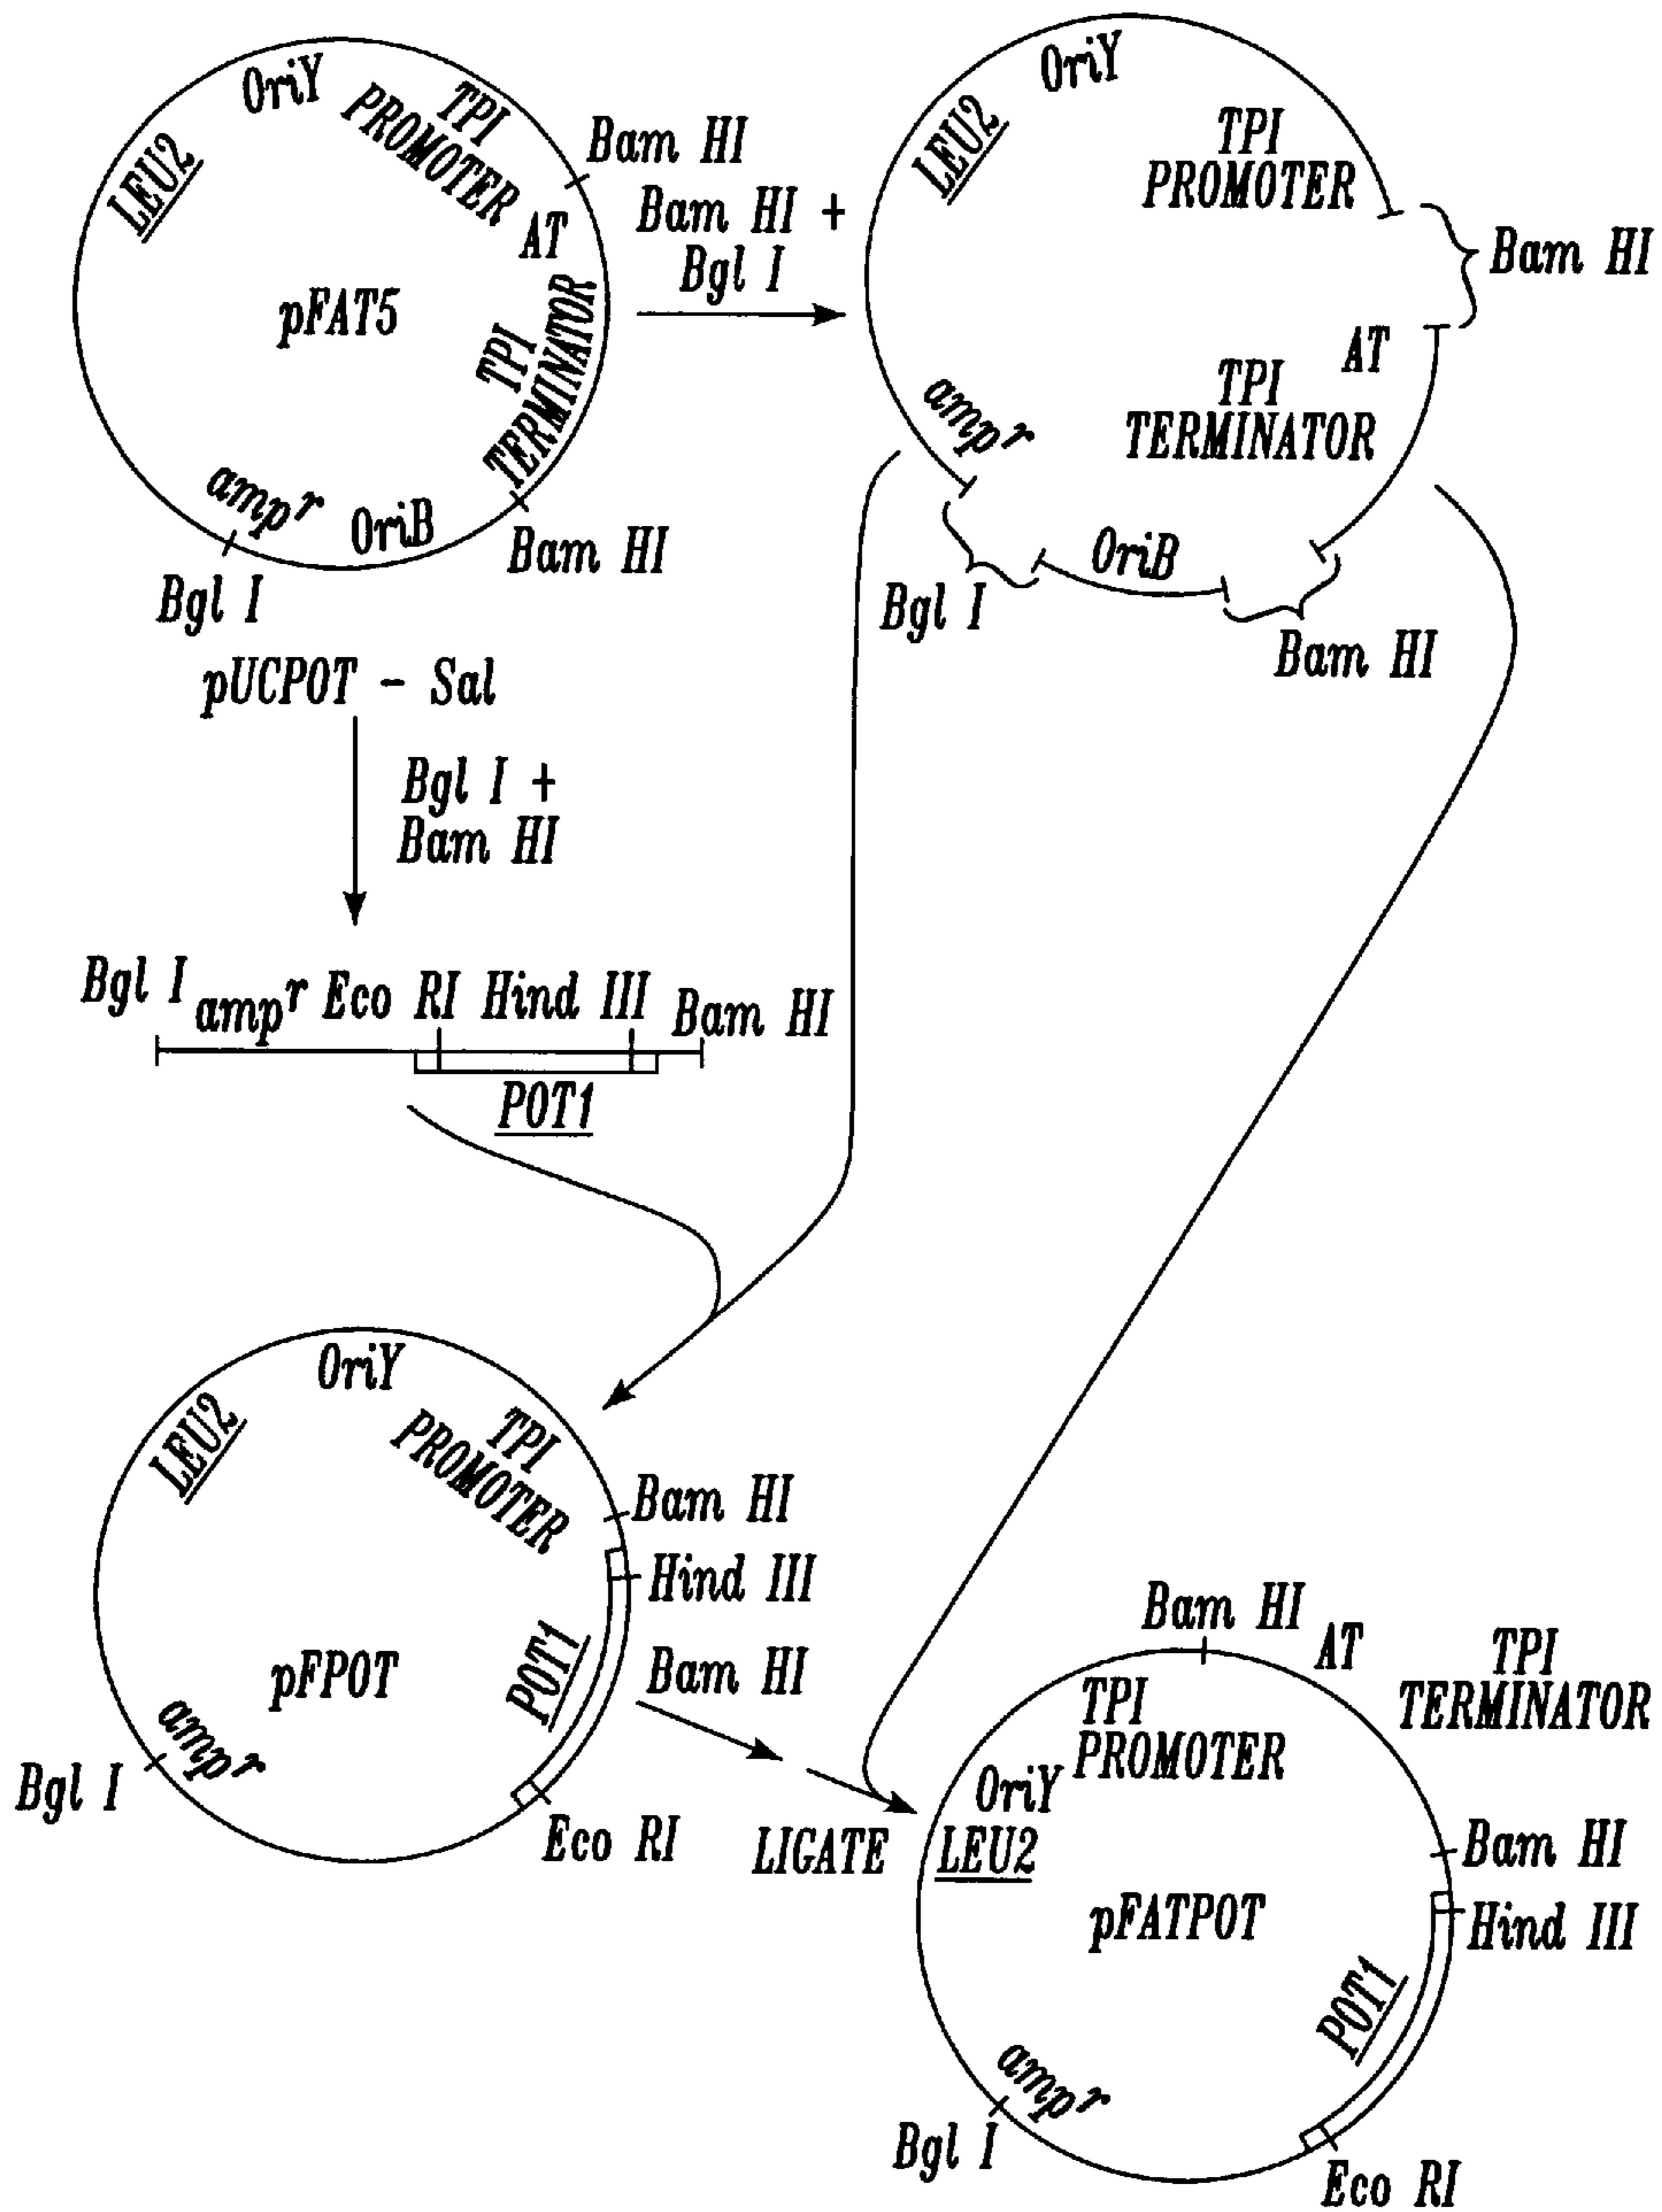 OriY
TPI
PROMOTER
LEU2
Bam HI
AT
pFAT5
TPI
TERMINATOR
amp r
OriB
Bam HI
Bgl I
Bam HI +
Bgl I
OriY
LEU2
TPI
PROMOTER
Bam HI
AT
TPI
TERMINATOR
amp r
OriB
Bgl I
Bam HI
pUCPOT - Sal
Bgl I +
Bam HI
Bgl I amp r Eco RI Hind III Bam HI
POT1
OriY
LEU2
TPI
PROMOTER
Bam HI
Hind III
pFPOT
POT1
amp r
Bgl I
Eco RI
Bam HI
LIGATE
Bam HI
AT
TPI
TERMINATOR
TPI
PROMOTER
OriY
LEU2
Bam HI
pFATPOT
Hind III
POT1
amp r
Bgl I
Eco RI